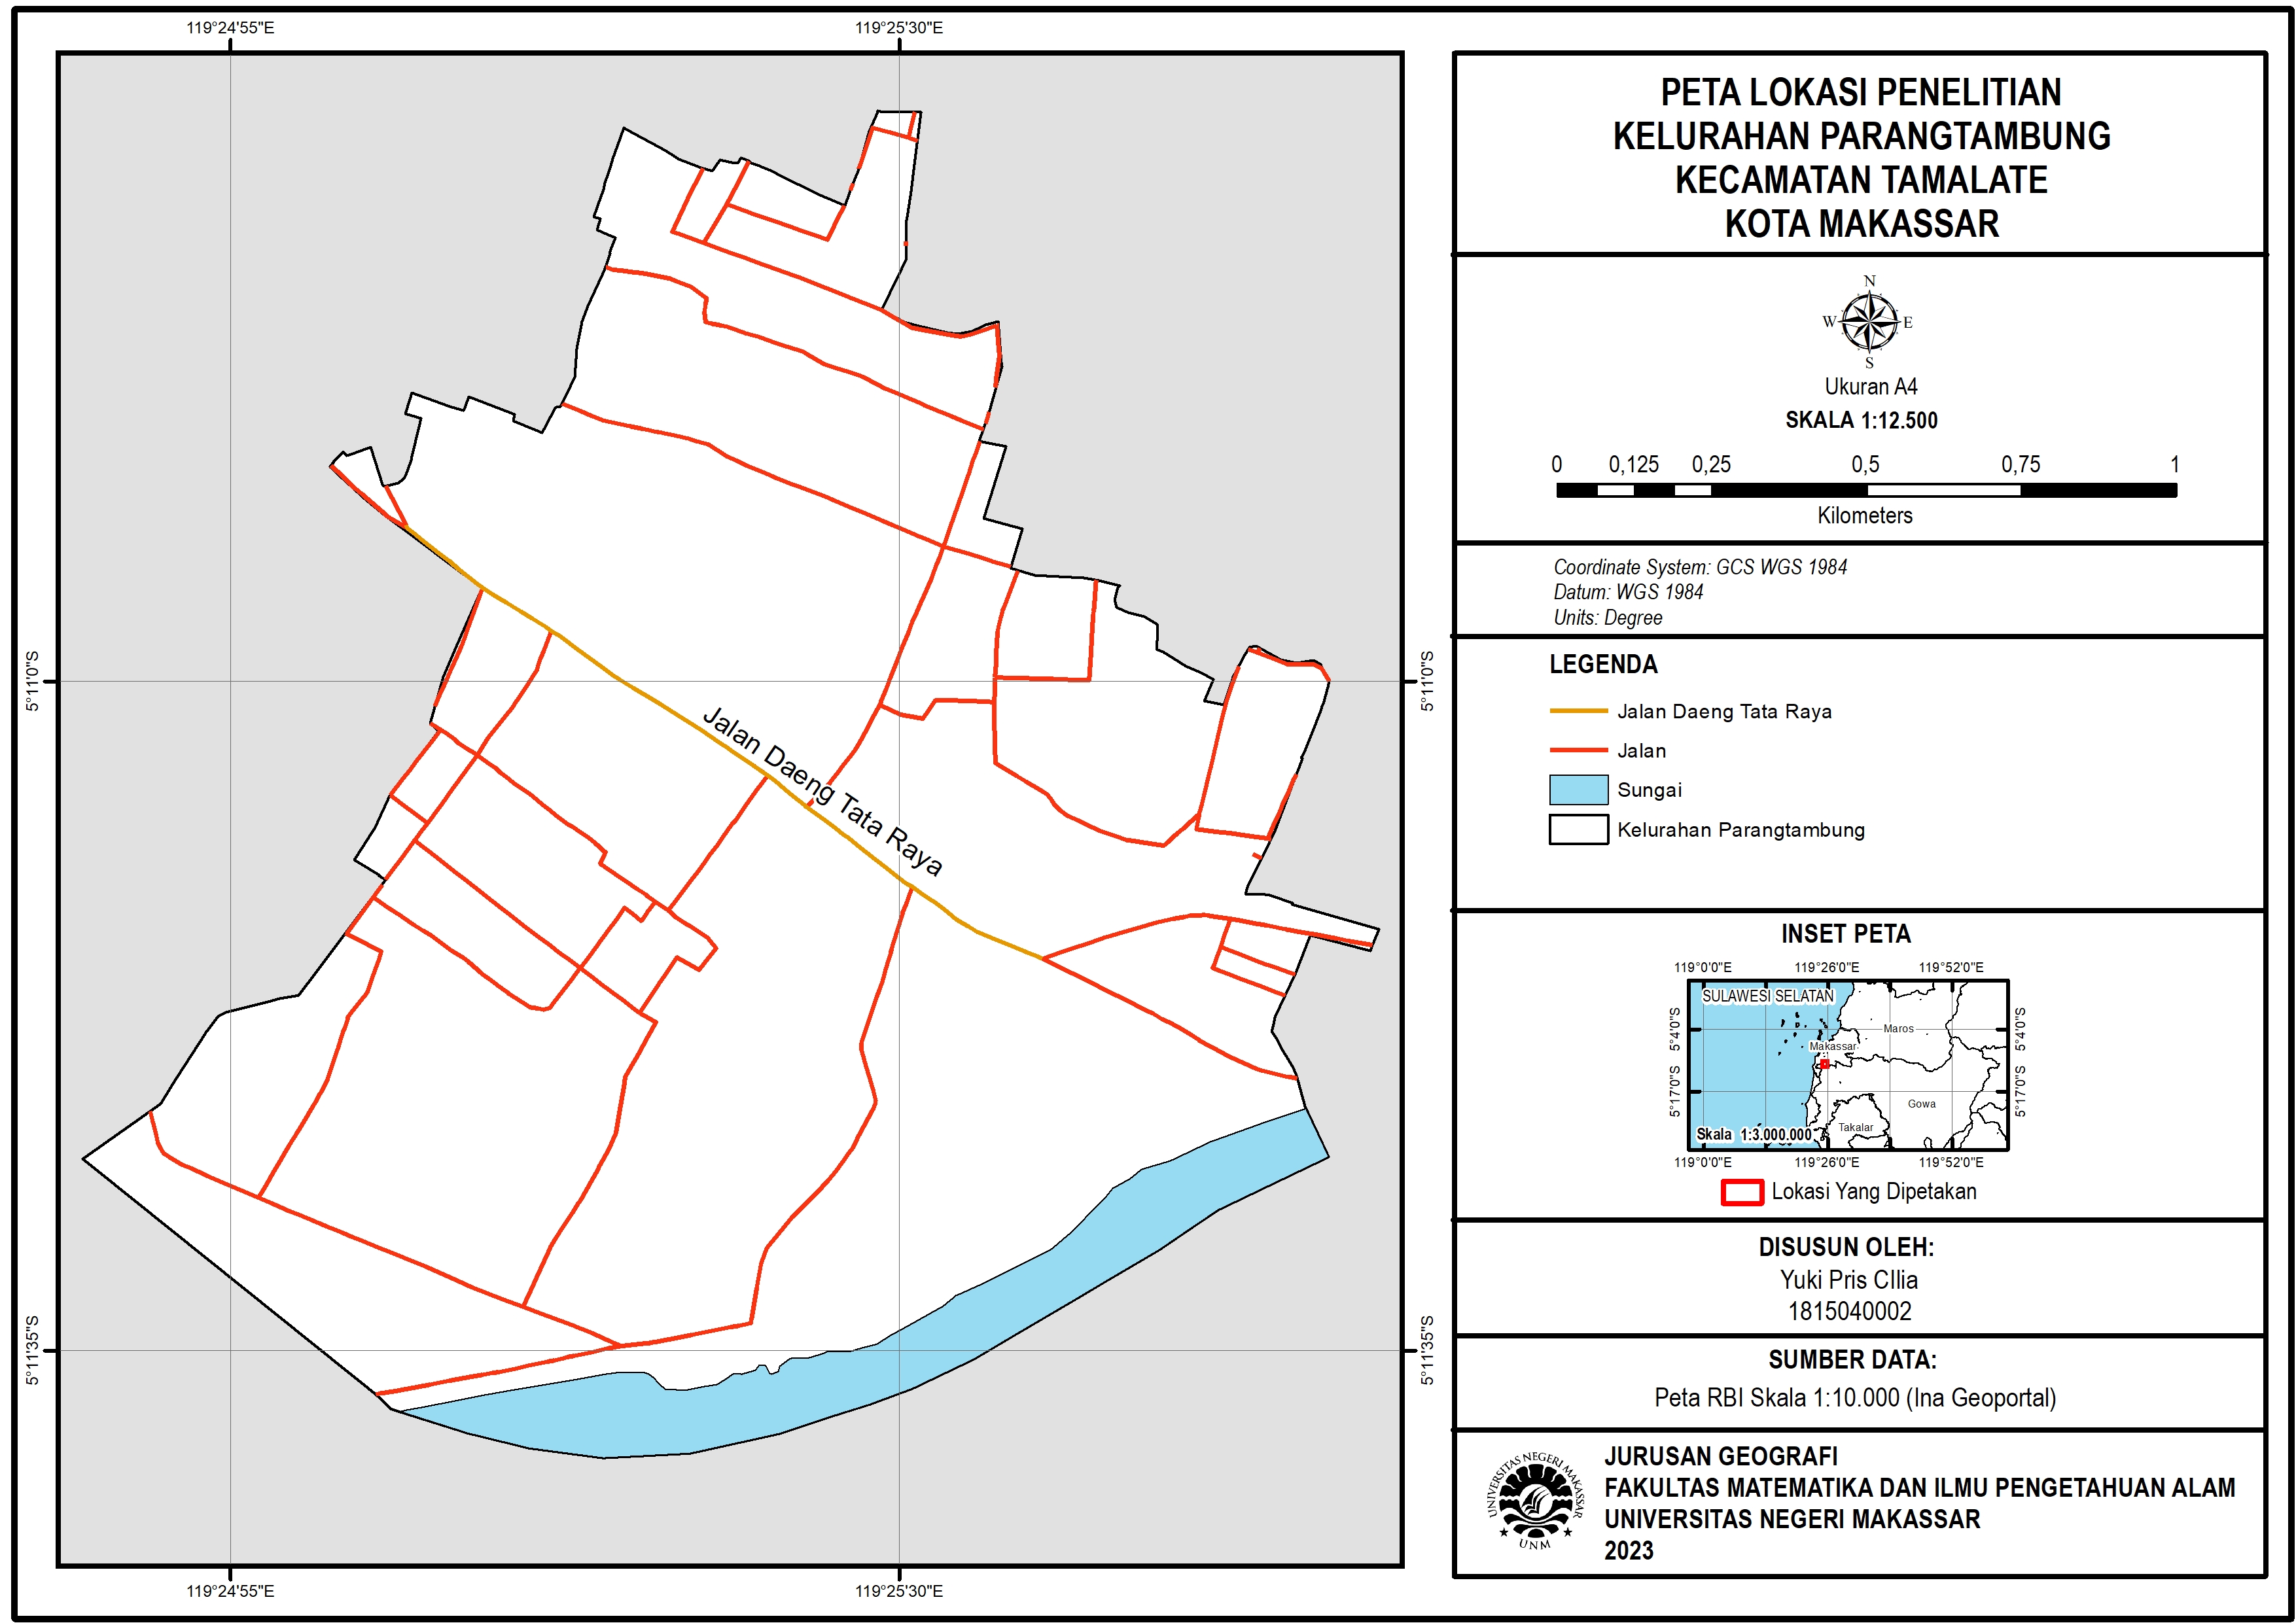 119°24'55"E
119°25'30"E
5°11'0"S
5°11'0"S
Jalan Daeng Tata Raya
5°11'35"S
5°11'35"S
119°24'55"E
119°25'30"E
PETA LOKASI PENELITIAN
KELURAHAN PARANGTAMBUNG
KECAMATAN TAMALATE
KOTA MAKASSAR
N
W E
S
Ukuran A4
SKALA 1:12.500
0 0,125 0,25 0,5 0,75 1
Kilometers
Coordinate System: GCS WGS 1984
Datum: WGS 1984
Units: Degree
LEGENDA
Jalan Daeng Tata Raya
Jalan
Sungai
Kelurahan Parangtambung
INSET PETA
119°0'0"E 119°26'0"E 119°52'0"E
SULAWESI SELATAN
5°4'0"S
5°4'0"S
Maros
Makassar
5°17'0"S
5°17'0"S
Gowa
Takalar
Skala 1:3.000.000
119°0'0"E 119°26'0"E 119°52'0"E
Lokasi Yang Dipetakan
DISUSUN OLEH:
Yuki Pris CIlia
1815040002
SUMBER DATA:
Peta RBI Skala 1:10.000 (Ina Geoportal)
UNIVERSITAS NEGERI MAKASSAR
UNM
JURUSAN GEOGRAFI
FAKULTAS MATEMATIKA DAN ILMU PENGETAHUAN ALAM
UNIVERSITAS NEGERI MAKASSAR
2023